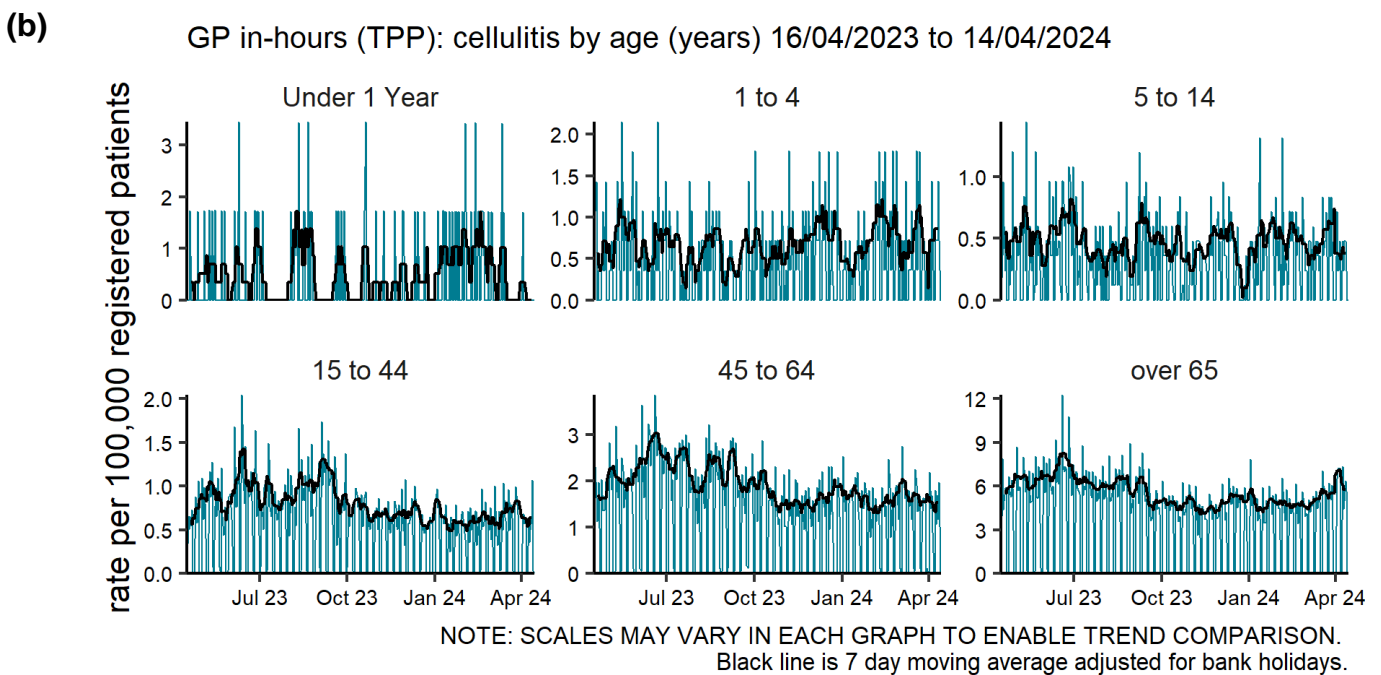 (b)
GP in-hours (TPP): cellulitis by age (years) 16/04/2023 to 14/04/2024
rate per 100,000 registered patients
Under 1 Year
3
2
1
0
1 to 4
2.0
1.5
1.0
0.5
0.0
5 to 14
1.0
0.5
0.0
15 to 44
2.0
1.5
1.0
0.5
0.0
Jul 23 Oct 23 Jan 24 Apr 24
45 to 64
3
2
1
0
Jul 23 Oct 23 Jan 24 Apr 24
over 65
12
9
6
3
0
Jul 23 Oct 23 Jan 24 Apr 24
NOTE: SCALES MAY VARY IN EACH GRAPH TO ENABLE TREND COMPARISON.
Black line is 7 day moving average adjusted for bank holidays.